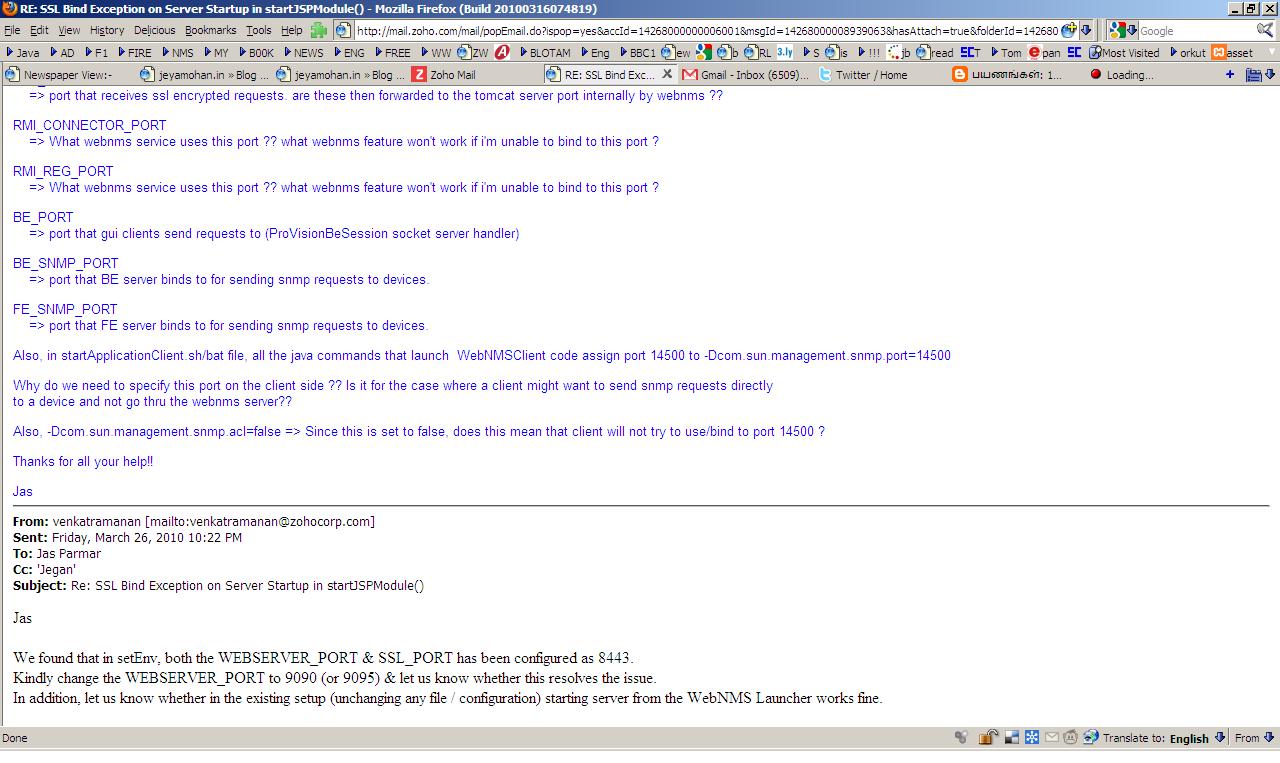 RE: SSL Bind Exception on Server Startup in startJSPModule() - Mozilla Firefox (Build 20100316074819)
File Edit View History Delicious Bookmarks Tools Help http://mail.zoho.com/mail/popEmail.do?ispop=yes&accId=14268000000006001&msgId=14268000008939063&hasAttach=true&folderId=142680 Google
Java AD F1 FIRE NMS MY B00K NEWS ENG FREE WW ZW BLOTAM Eng BBC1 ew b RL 3.ly S is !!! jb read SCT Tom pan SC Most Visited orkut asset
Newspaper View:- jeyamohan.in » Blog... jeyamohan.in » Blog ... Zoho Mail RE: SSL Bind Exc... Gmail - Inbox (6509)... Twitter / Home பயணங்கள்: 1... Loading...
=> port that receives ssl encrypted requests. are these then forwarded to the tomcat server port internally by webnms ??
RMI_CONNECTOR_PORT
=> What webnms service uses this port ?? what webnms feature won't work if i'm unable to bind to this port ?
RMI_REG_PORT
=> What webnms service uses this port ?? what webnms feature won't work if i'm unable to bind to this port ?
BE_PORT
=> port that gui clients send requests to (ProVisionBeSession socket server handler)
BE_SNMP_PORT
=> port that BE server binds to for sending snmp requests to devices.
FE_SNMP_PORT
=> port that FE server binds to for sending snmp requests to devices.
Also, in startApplicationClient.sh/bat file, all the java commands that launch WebNMSClient code assign port 14500 to -Dcom.sun.management.snmp.port=14500
Why do we need to specify this port on the client side ?? Is it for the case where a client might want to send snmp requests directly
to a device and not go thru the webnms server??
Also, -Dcom.sun.management.snmp.acl=false => Since this is set to false, does this mean that client will not try to use/bind to port 14500 ?
Thanks for all your help!!
Jas
From: venkatramanan [mailto:venkatramanan@zohocorp.com]
Sent: Friday, March 26, 2010 10:22 PM
To: Jas Parmar
Cc: 'Jegan'
Subject: Re: SSL Bind Exception on Server Startup in startJSPModule()
Jas
We found that in setEnv, both the WEBSERVER_PORT & SSL_PORT has been configured as 8443.
Kindly change the WEBSERVER_PORT to 9090 (or 9095) & let us know whether this resolves the issue.
In addition, let us know whether in the existing setup (unchanging any file / configuration) starting server from the WebNMS Launcher works fine.
Done Translate to: English From